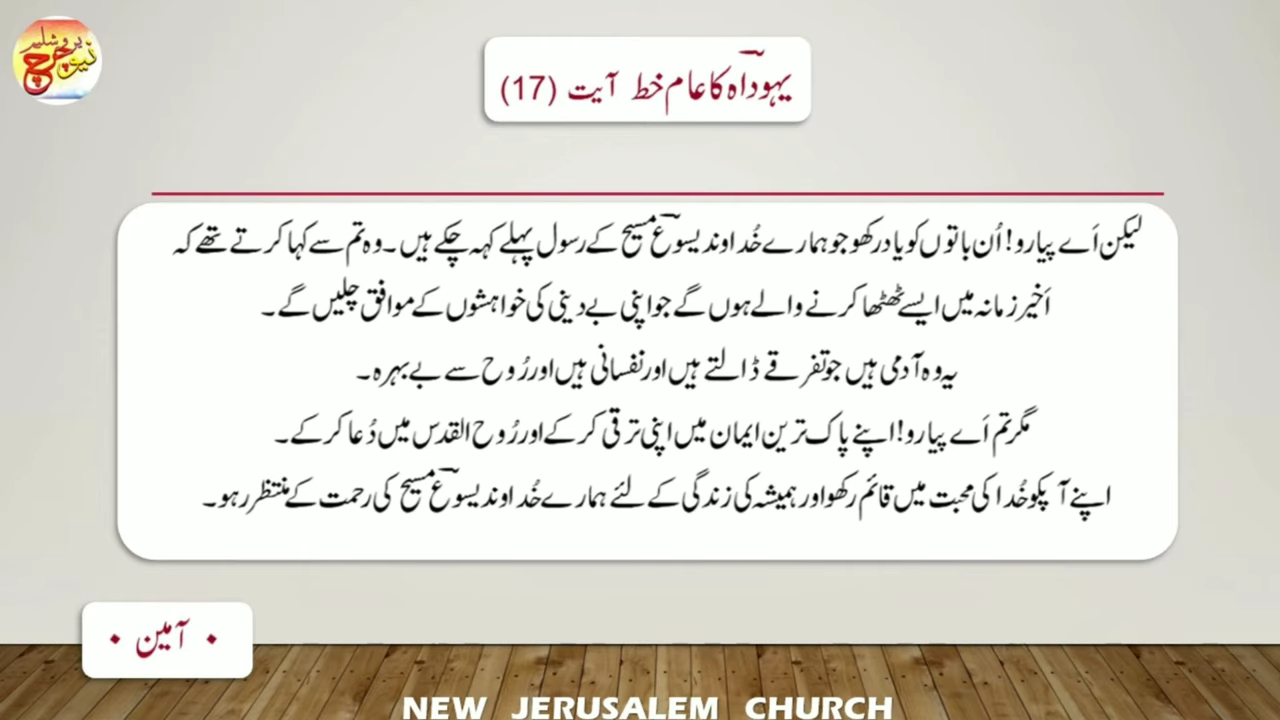 نیو یروشلیم چرچ
یہوداہ کا عام خط آیت (17)
لیکن اَے پیارو! اُن باتوں کو یاد رکھو جو ہمارے خُداوند یسوع مسیح کے رسول پہلے کہہ چکے ہیں۔ وہ تم سے کہا کرتے تھے کہ
اَخیر زمانہ میں ایسے ٹھٹھا کرنے والے ہوں گے جو اپنی بے دینی کی خواہشوں کے موافق چلیں گے۔
یہ وہ آدمی ہیں جو تفرقے ڈالتے ہیں اور نفسانی ہیں اور رُوح سے بے بہرہ۔
مگر تم اَے پیارو! اپنے پاک ترین ایمان میں اپنی ترقی کر کے اور رُوح القدس میں دُعا کر کے۔
اپنے آپکو خُدا کی محبت میں قائم رکھو اور ہمیشہ کی زندگی کے لئے ہمارے خُداوند یسوع مسیح کی رحمت کے منتظر رہو۔
• آمین •
NEW JERUSALEM CHURCH